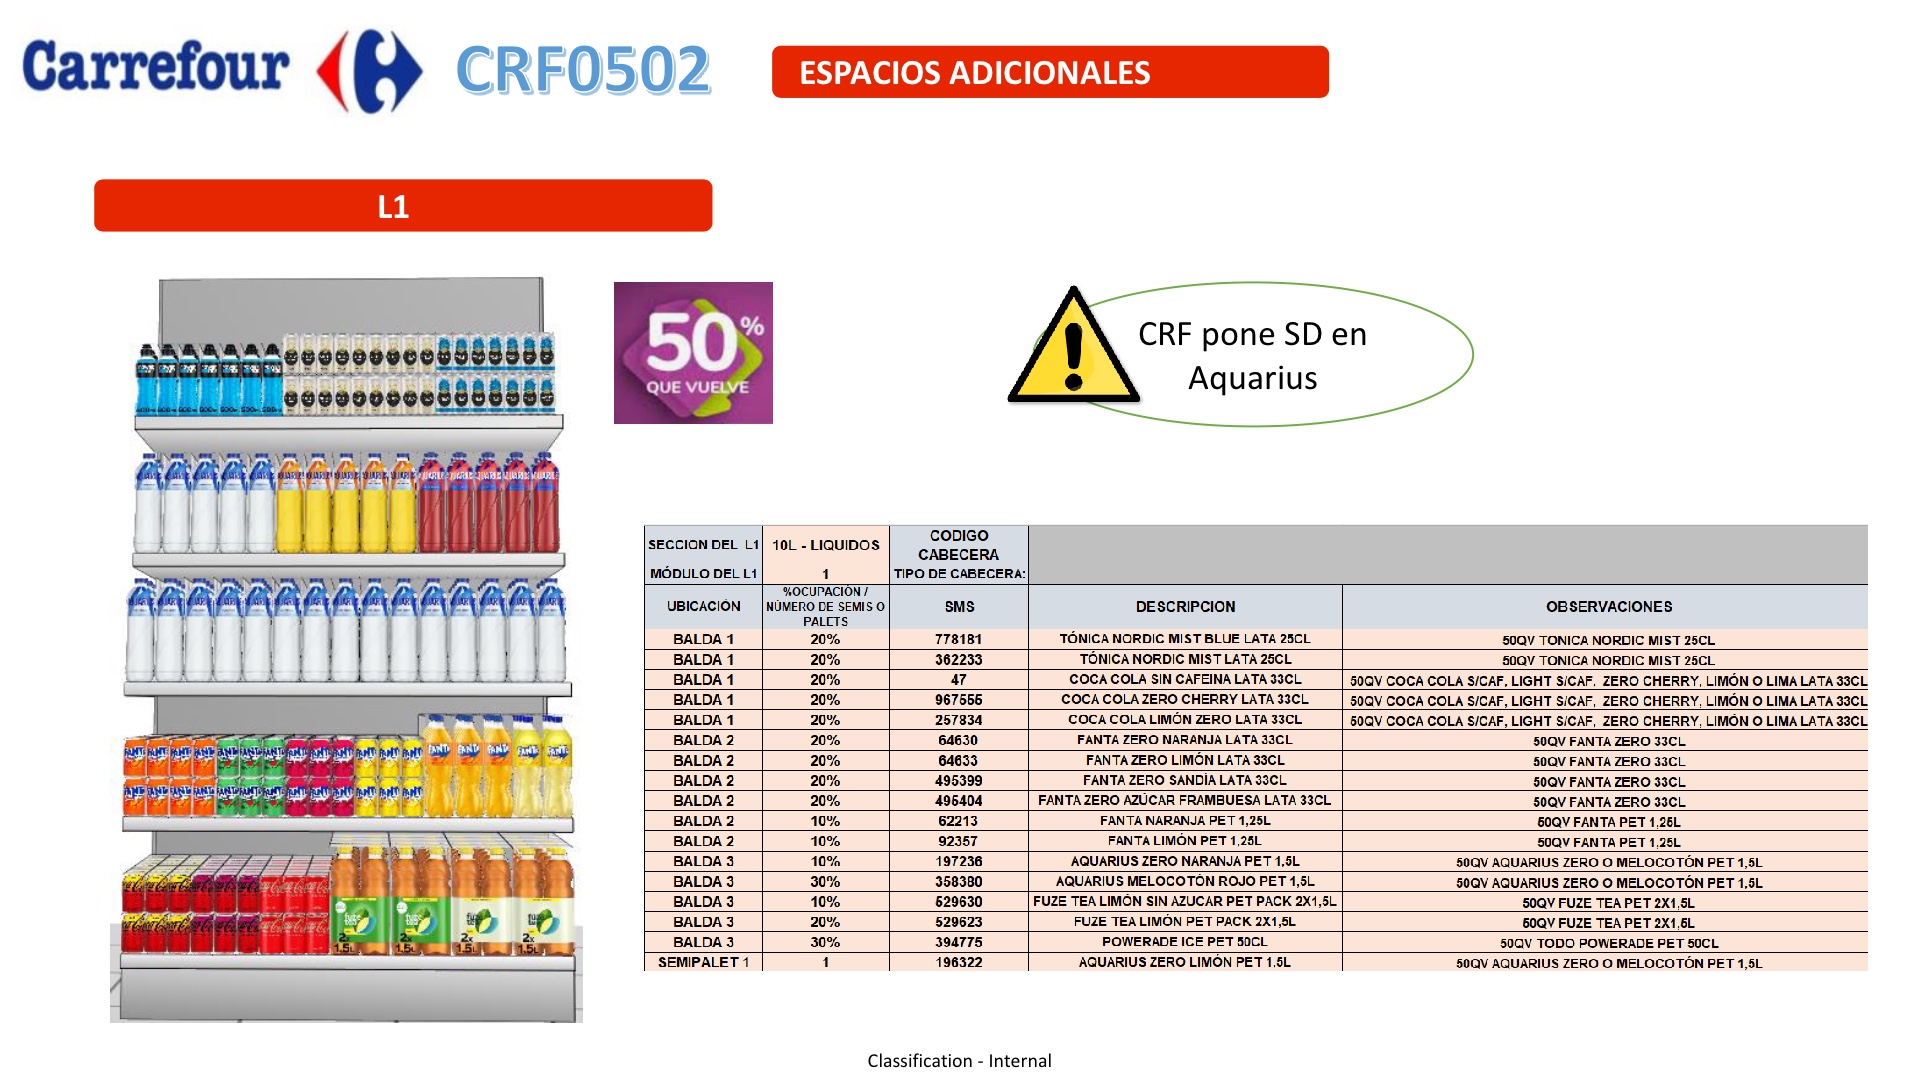 Carrefour CRF0502 ESPACIOS ADICIONALES
L1
50%
QUE VUELVE
CRF pone SD en
Aquarius
SECCION DEL L1 10L - LIQUIDOS CODIGO CABECERA
MÓDULO DEL L1 1 TIPO DE CABECERA:
UBICACIÓN %OCUPACIÓN / NÚMERO DE SEMIS O PALETS SMS DESCRIPCION OBSERVACIONES
BALDA 1 20% 778181 TÓNICA NORDIC MIST BLUE LATA 25CL 50QV TONICA NORDIC MIST 25CL
BALDA 1 20% 362233 TÓNICA NORDIC MIST LATA 25CL 50QV TONICA NORDIC MIST 25CL
BALDA 1 20% 47 COCA COLA SIN CAFEINA LATA 33CL 50QV COCA COLA S/CAF, LIGHT S/CAF, ZERO CHERRY, LIMÓN O LIMA LATA 33CL
BALDA 1 20% 967555 COCA COLA ZERO CHERRY LATA 33CL 50QV COCA COLA S/CAF, LIGHT S/CAF, ZERO CHERRY, LIMÓN O LIMA LATA 33CL
BALDA 1 20% 257834 COCA COLA LIMÓN ZERO LATA 33CL 50QV COCA COLA S/CAF, LIGHT S/CAF, ZERO CHERRY, LIMÓN O LIMA LATA 33CL
BALDA 2 20% 64630 FANTA ZERO NARANJA LATA 33CL 50QV FANTA ZERO 33CL
BALDA 2 20% 64633 FANTA ZERO LIMÓN LATA 33CL 50QV FANTA ZERO 33CL
BALDA 2 20% 495399 FANTA ZERO SANDÍA LATA 33CL 50QV FANTA ZERO 33CL
BALDA 2 20% 495404 FANTA ZERO AZÚCAR FRAMBUESA LATA 33CL 50QV FANTA ZERO 33CL
BALDA 2 10% 62213 FANTA NARANJA PET 1,25L 50QV FANTA PET 1,25L
BALDA 2 10% 92357 FANTA LIMÓN PET 1,25L 50QV FANTA PET 1,25L
BALDA 3 10% 197236 AQUARIUS ZERO NARANJA PET 1,5L 50QV AQUARIUS ZERO O MELOCOTÓN PET 1,5L
BALDA 3 30% 358380 AQUARIUS MELOCOTÓN ROJO PET 1,5L 50QV AQUARIUS ZERO O MELOCOTÓN PET 1,5L
BALDA 3 10% 529630 FUZE TEA LIMÓN SIN AZUCAR PET PACK 2X1,5L 50QV FUZE TEA PET 2X1,5L
BALDA 3 20% 529623 FUZE TEA LIMÓN PET PACK 2X1,5L 50QV FUZE TEA PET 2X1,5L
BALDA 3 30% 394775 POWERADE ICE PET 50CL 50QV TODO POWERADE PET 50CL
SEMIPALET 1 1 196322 AQUARIUS ZERO LIMÓN PET 1,5L 50QV AQUARIUS ZERO O MELOCOTÓN PET 1,5L
Classification - Internal